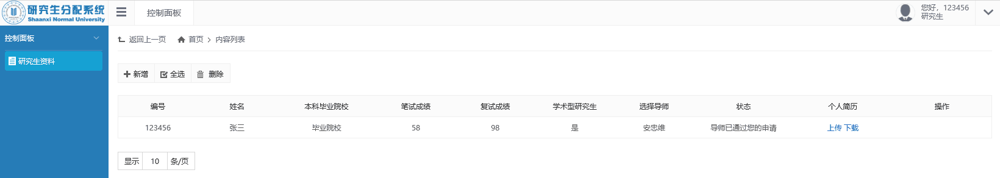 研究生分配系统
Shaanxi Normal University
控制面板
您好，123456
研究生
控制面板
研究生资料
返回上一页 首页 内容列表
新增 全选 删除
编号 姓名 本科毕业院校 笔试成绩 复试成绩 学术型研究生 选择导师 状态 个人简历 操作
123456 张三 毕业院校 58 98 是 安忠维 导师已通过您的申请 上传 下载
显示 10 条/页